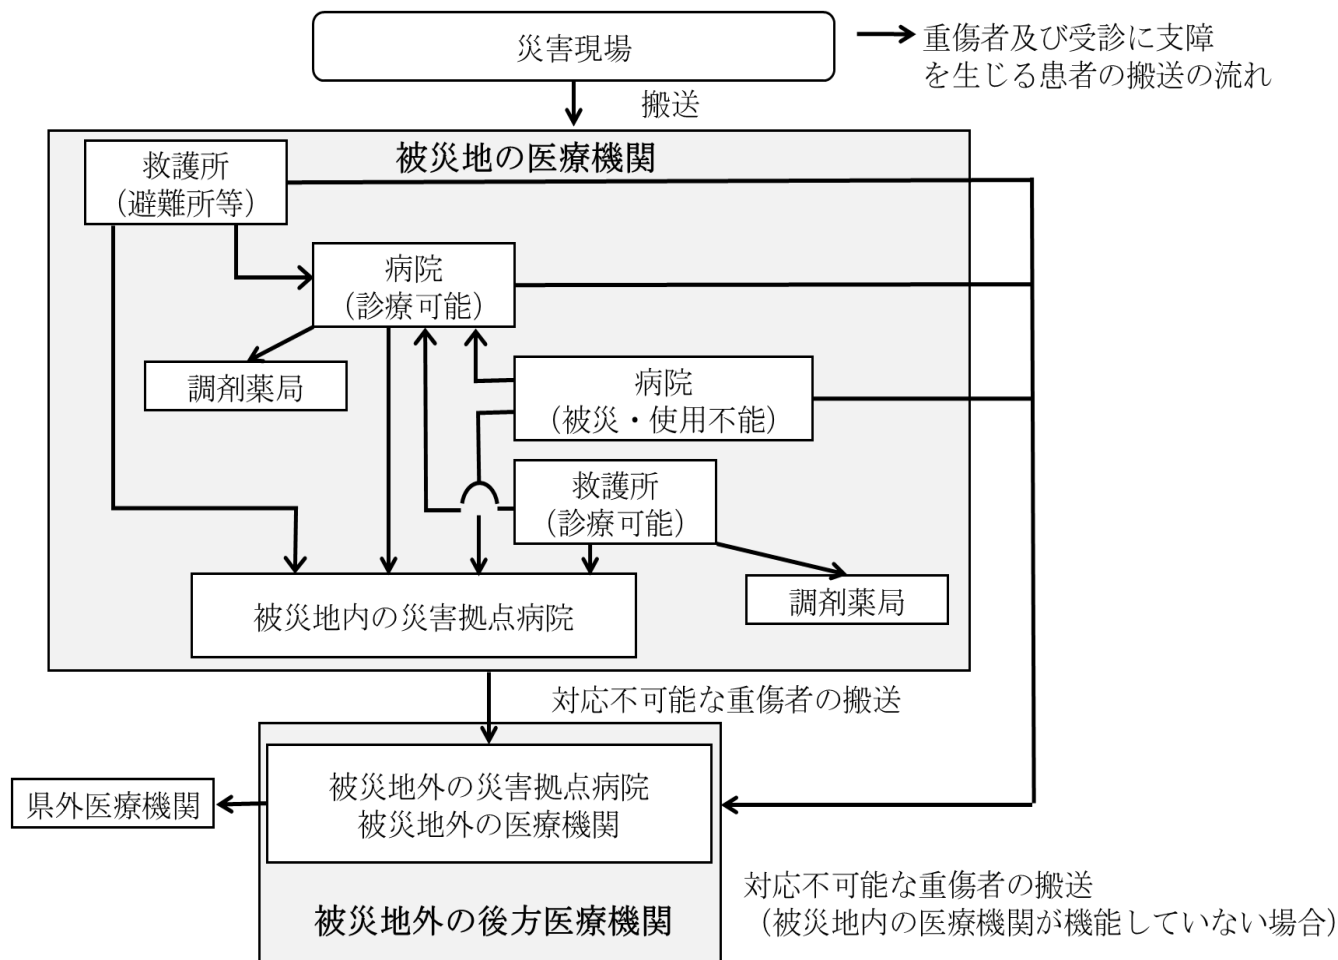 災害現場
重傷者及び受診に支障
を生じる患者の搬送の流れ
搬送
被災地の医療機関
救護所
（避難所等）
病院
（診療可能）
調剤薬局
病院
（被災・使用不能）
救護所
（診療可能）
調剤薬局
被災地内の災害拠点病院
対応不可能な重傷者の搬送
被災地外の災害拠点病院
被災地外の医療機関
県外医療機関
被災地外の後方医療機関
対応不可能な重傷者の搬送
（被災地内の医療機関が機能していない場合）